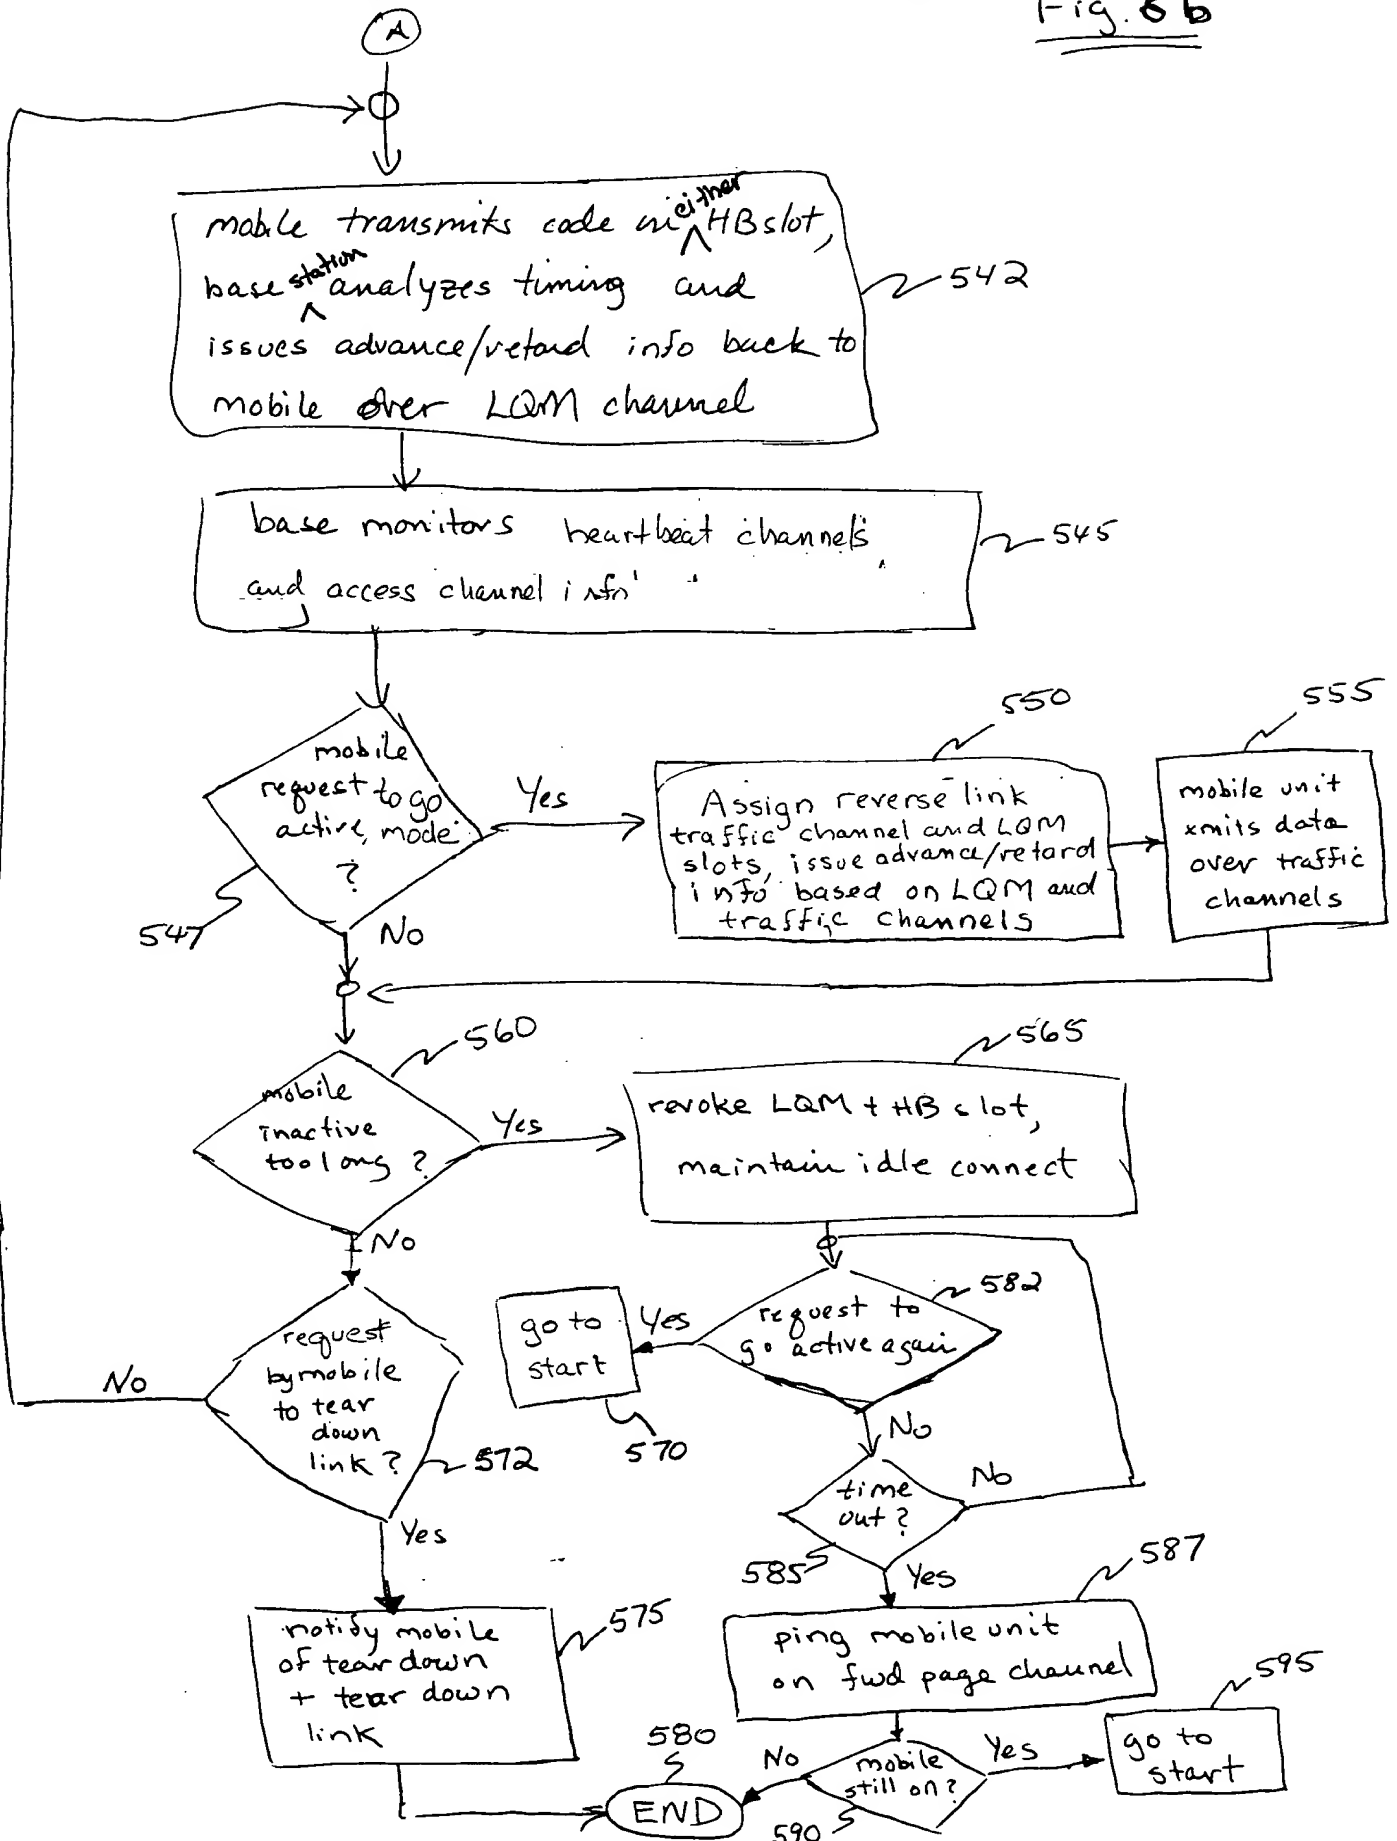 Fig. 6b
A
mobile transmits code in either HB slot,
base station analyzes timing and
issues advance/retard info back to
mobile over LQM channel
542
base monitors heartbeat channels
and access channel info
545
mobile
request to go
active, mode
?
547
Yes
No
550
Assign reverse link
traffic channel and LQM
slots, issue advance/retard
info based on LQM and
traffic channels
555
mobile unit
xmits data
over traffic
channels
560
mobile
inactive
too long ?
Yes
No
565
revoke LQM + HB slot,
maintain idle connect
582
request to
go active again
Yes
No
go to
start
570
request
by mobile
to tear
down
link ?
572
No
Yes
time
out ?
585
No
Yes
587
ping mobile unit
on fwd page channel
notify mobile
of tear down
+ tear down
link
575
580
END
mobile
still on ?
590
No
Yes
595
go to
start